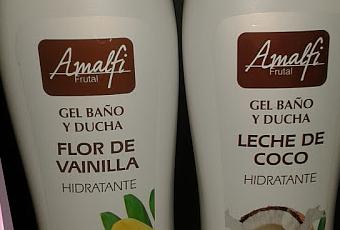 Amalfi
Frutal
GEL BAÑO
Y DUCHA
FLOR DE
VAINILLA
HIDRATANTE
Amalfi
Frutal
GEL BAÑO
Y DUCHA
LECHE DE
COCO
HIDRATANTE